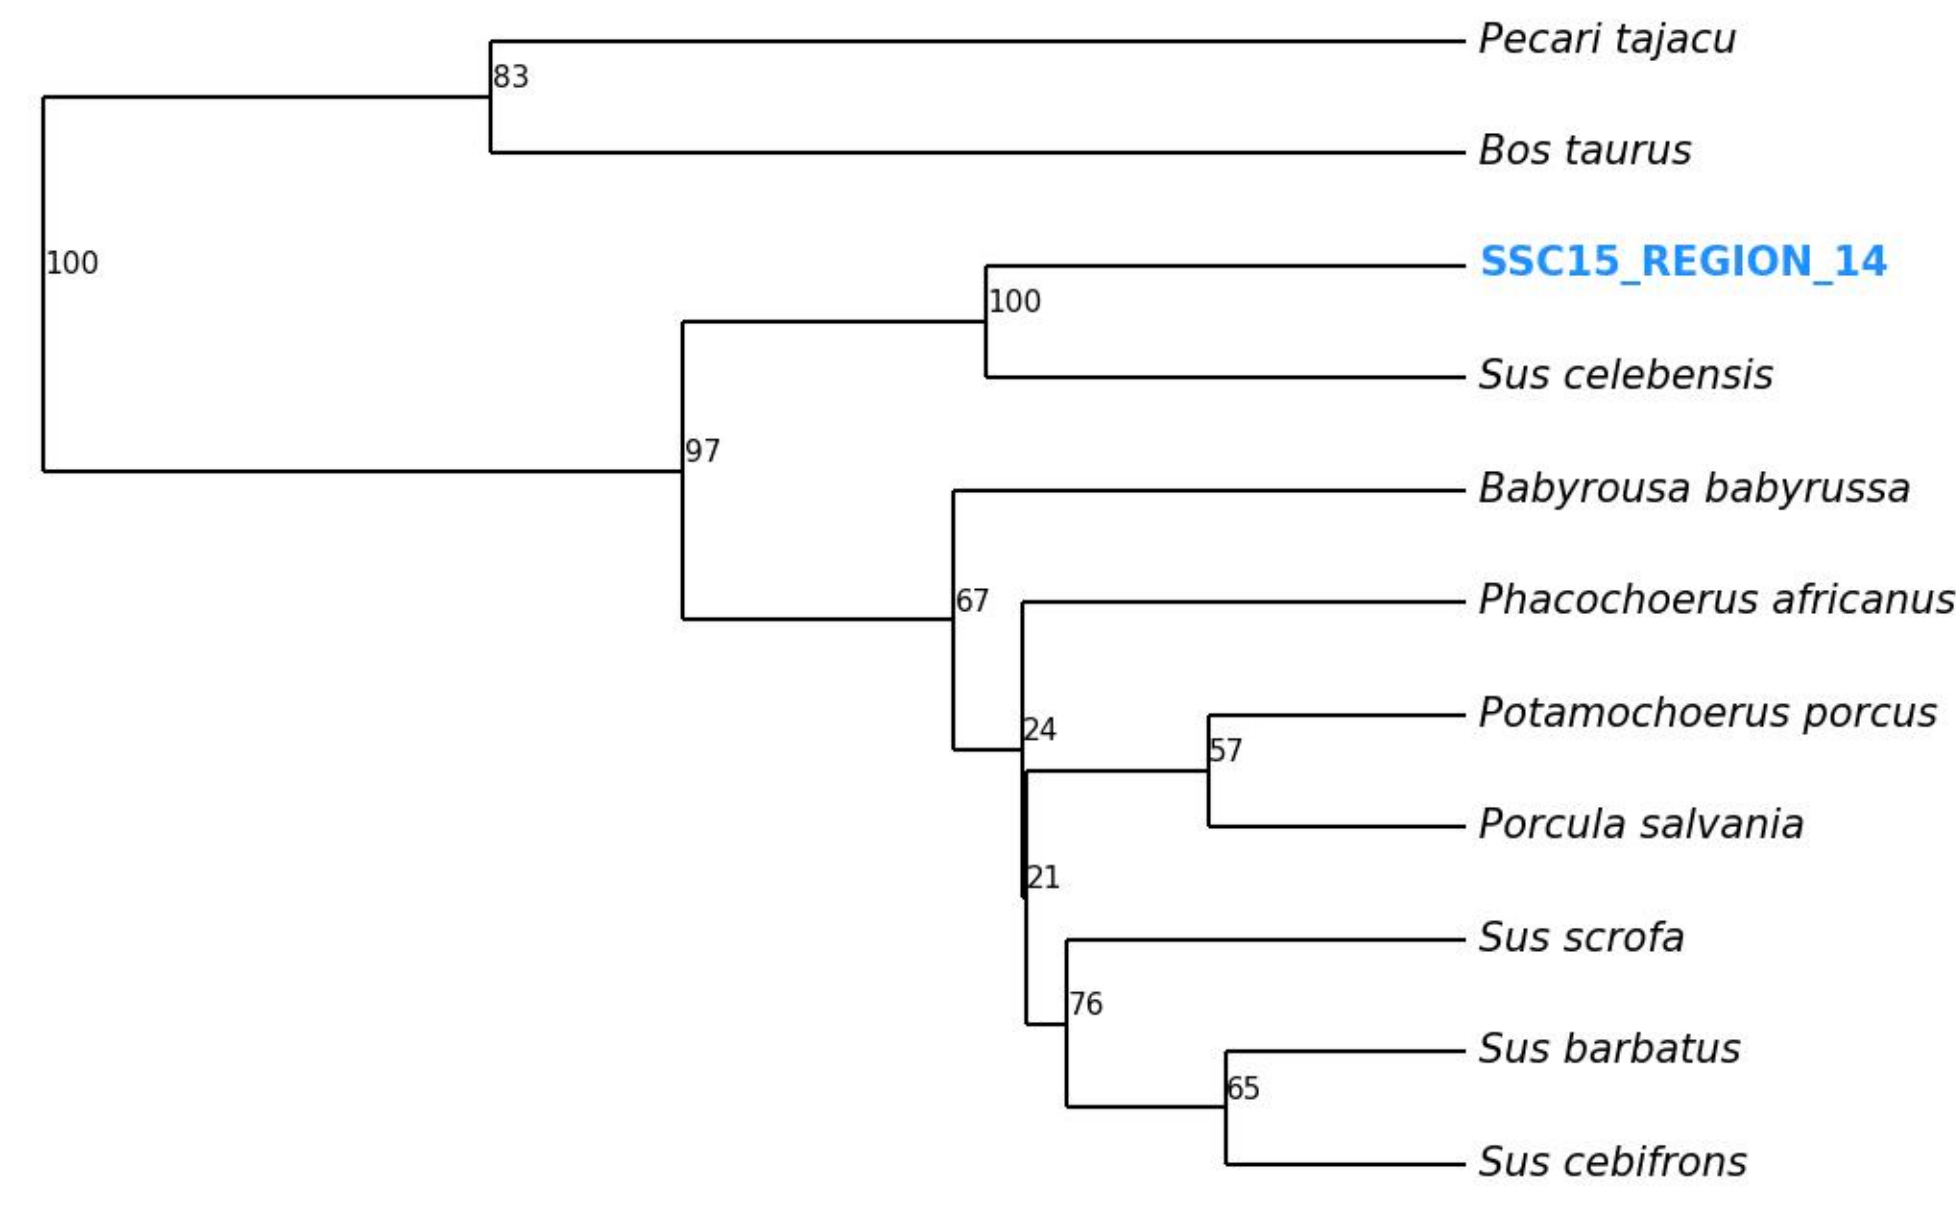 Pecari tajacu
83
Bos taurus
100
SSC15_REGION_14
100
Sus celebensis
97
Babyrousa babyrussa
67
Phacochoerus africanus
24
Potamochoerus porcus
57
Porcula salvania
21
Sus scrofa
76
Sus barbatus
65
Sus cebifrons